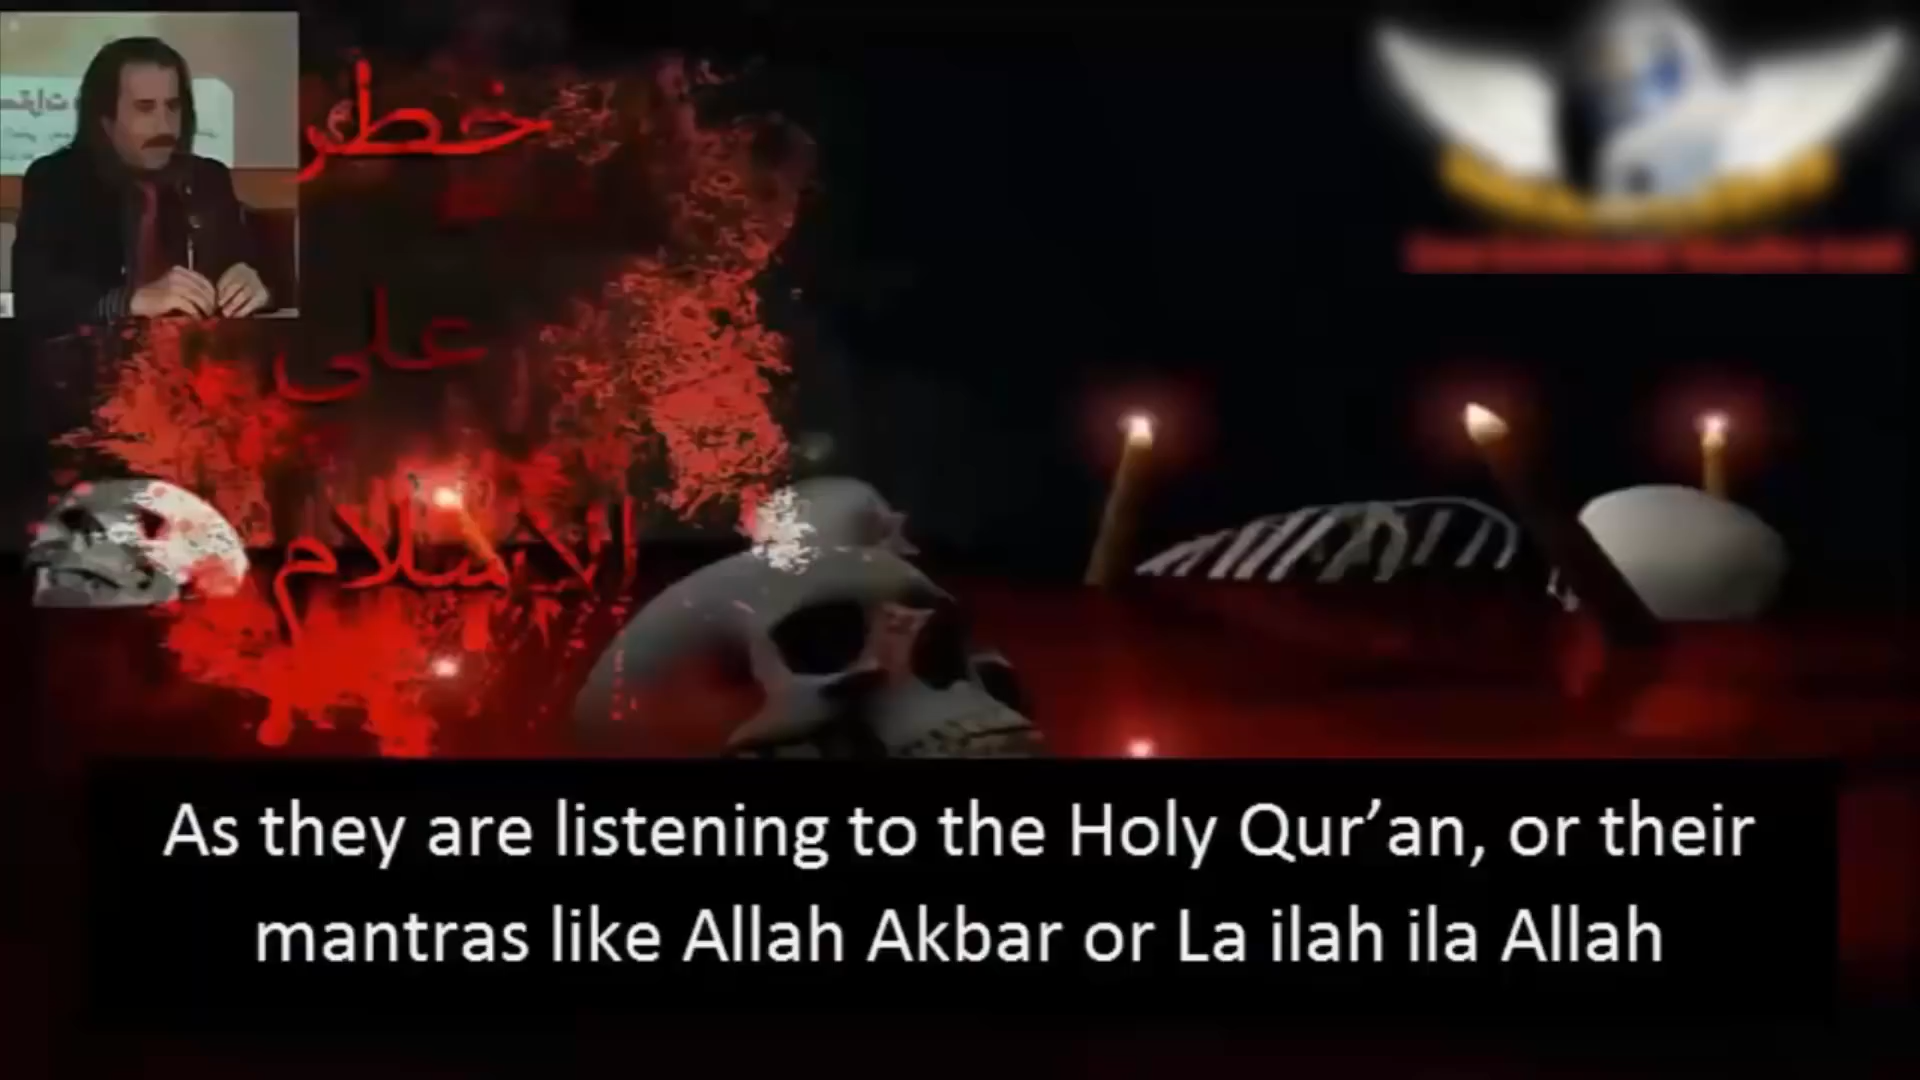 خطر
على
الإسلام
As they are listening to the Holy Qur’an, or their
mantras like Allah Akbar or La ilah ila Allah